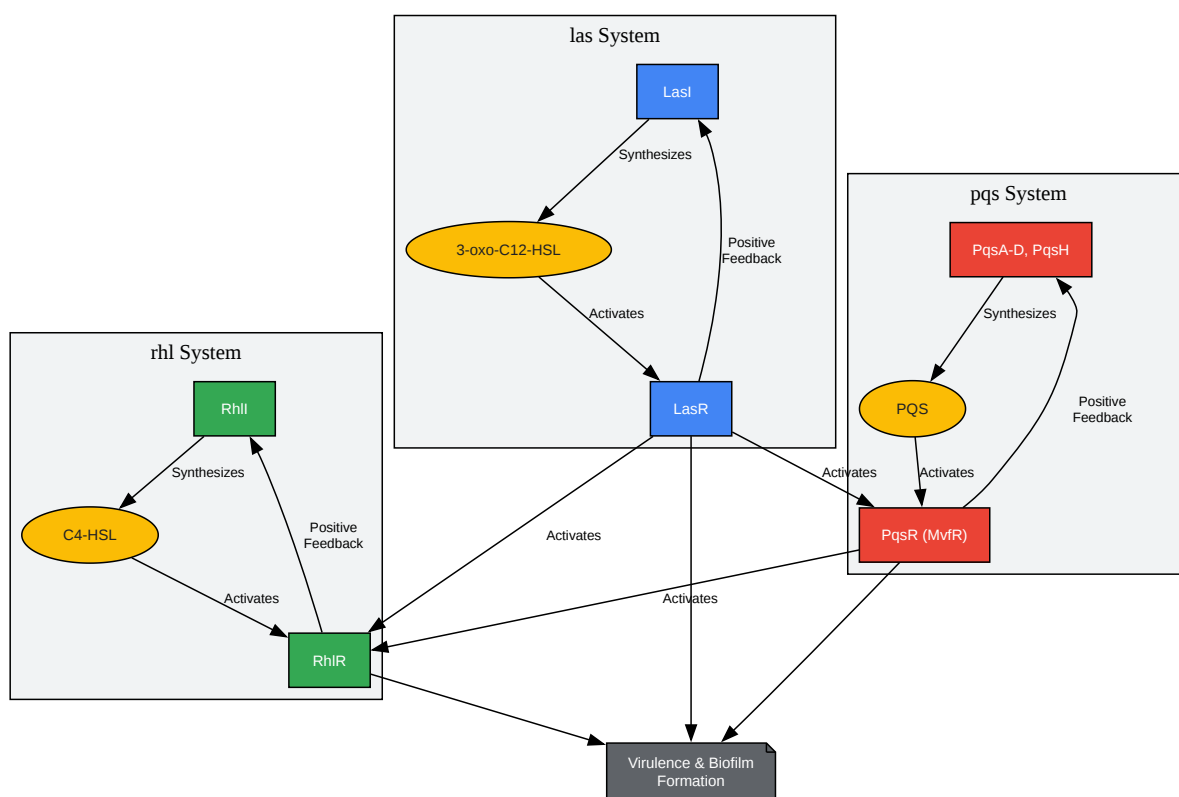 las System
LasI
Synthesizes
3-oxo-C12-HSL
Positive
Feedback
Activates
LasR
pqs System
PqsA-D, PqsH
Synthesizes
PQS
Positive
Feedback
Activates
Activates
PqsR (MvfR)
rhl System
RhlI
Synthesizes
C4-HSL
Positive
Feedback
Activates
RhlR
Activates
Activates
Virulence & Biofilm
Formation